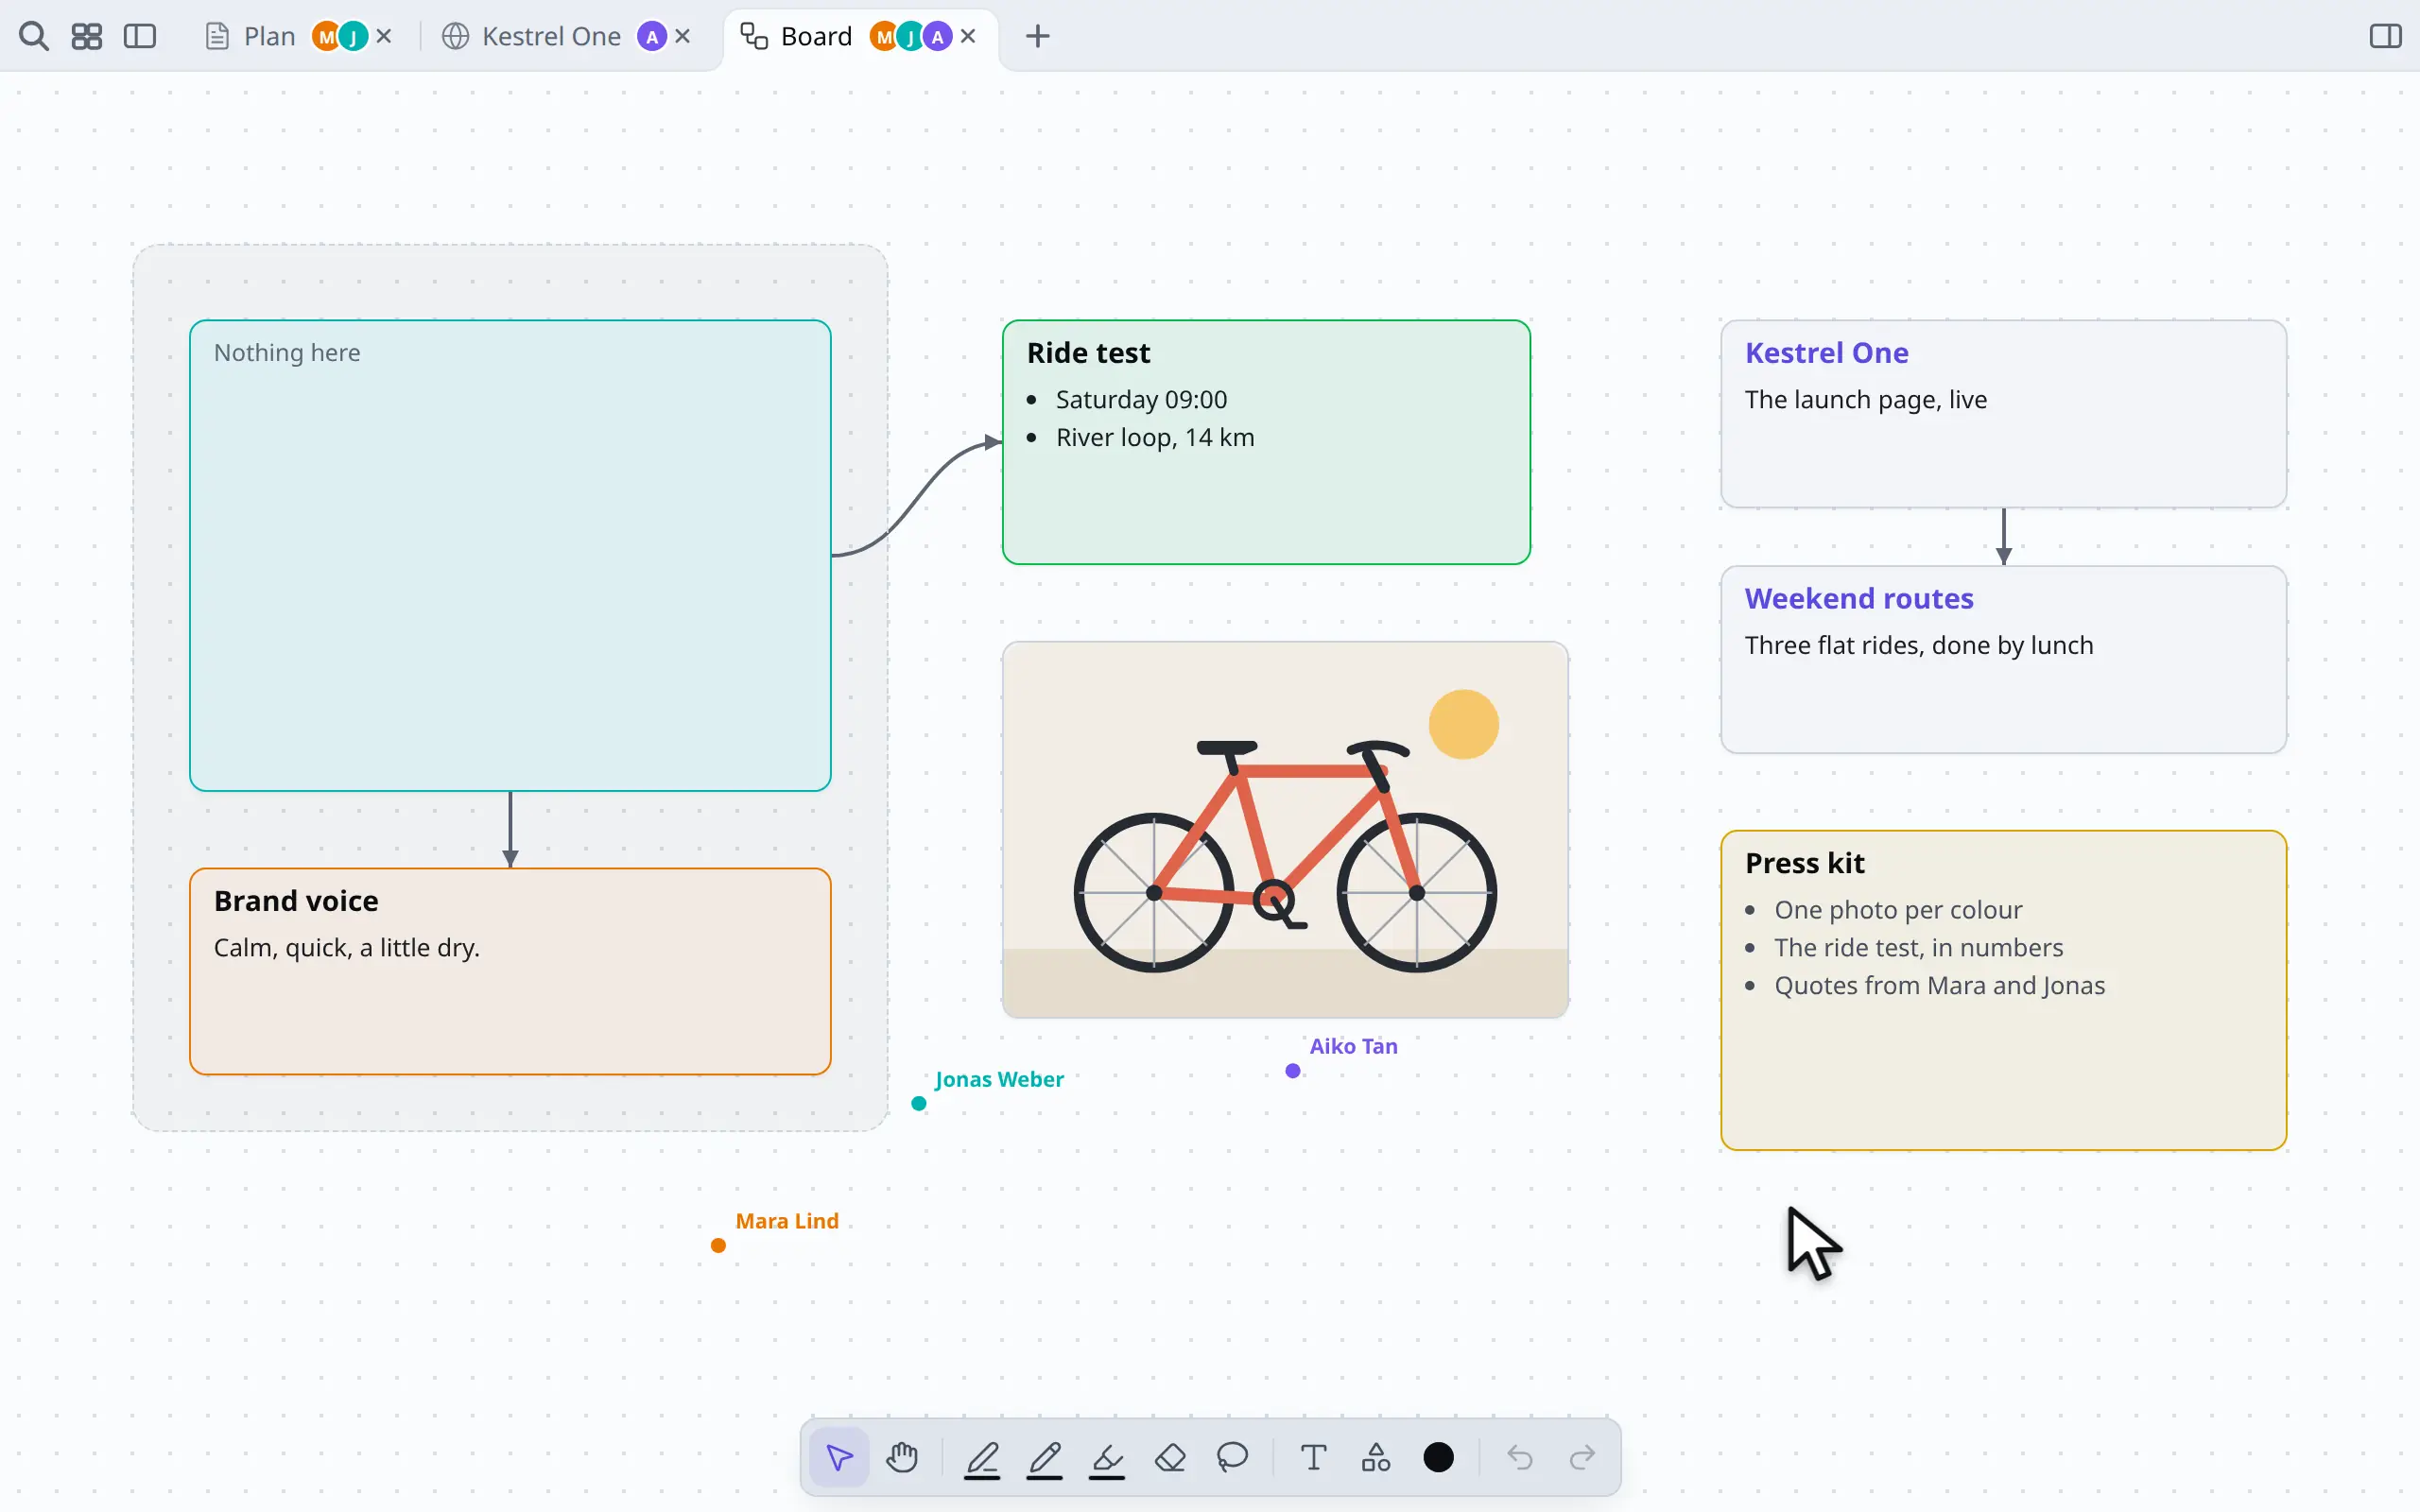 Plan
M
J
Kestrel One
A
Board
M
J
A
Nothing here
Brand voice
Calm, quick, a little dry.
Ride test
Saturday 09:00
River loop, 14 km
Kestrel One
The launch page, live
Weekend routes
Three flat rides, done by lunch
Press kit
One photo per colour
The ride test, in numbers
Quotes from Mara and Jonas
Aiko Tan
Jonas Weber
Mara Lind